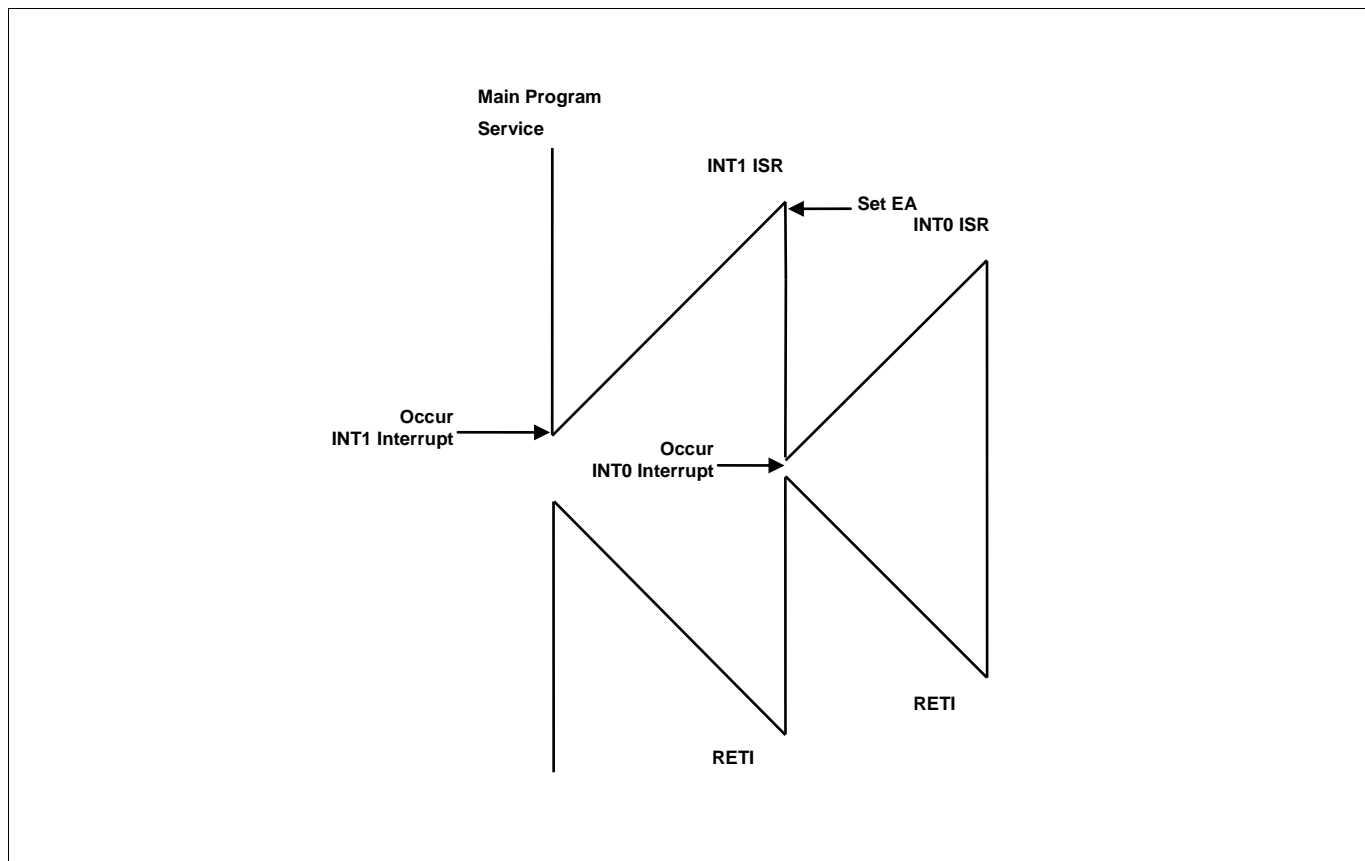 Main Program
Service
INT1 ISR
Set EA
INT0 ISR
Occur
INT1 Interrupt
Occur
INT0 Interrupt
RETI
RETI